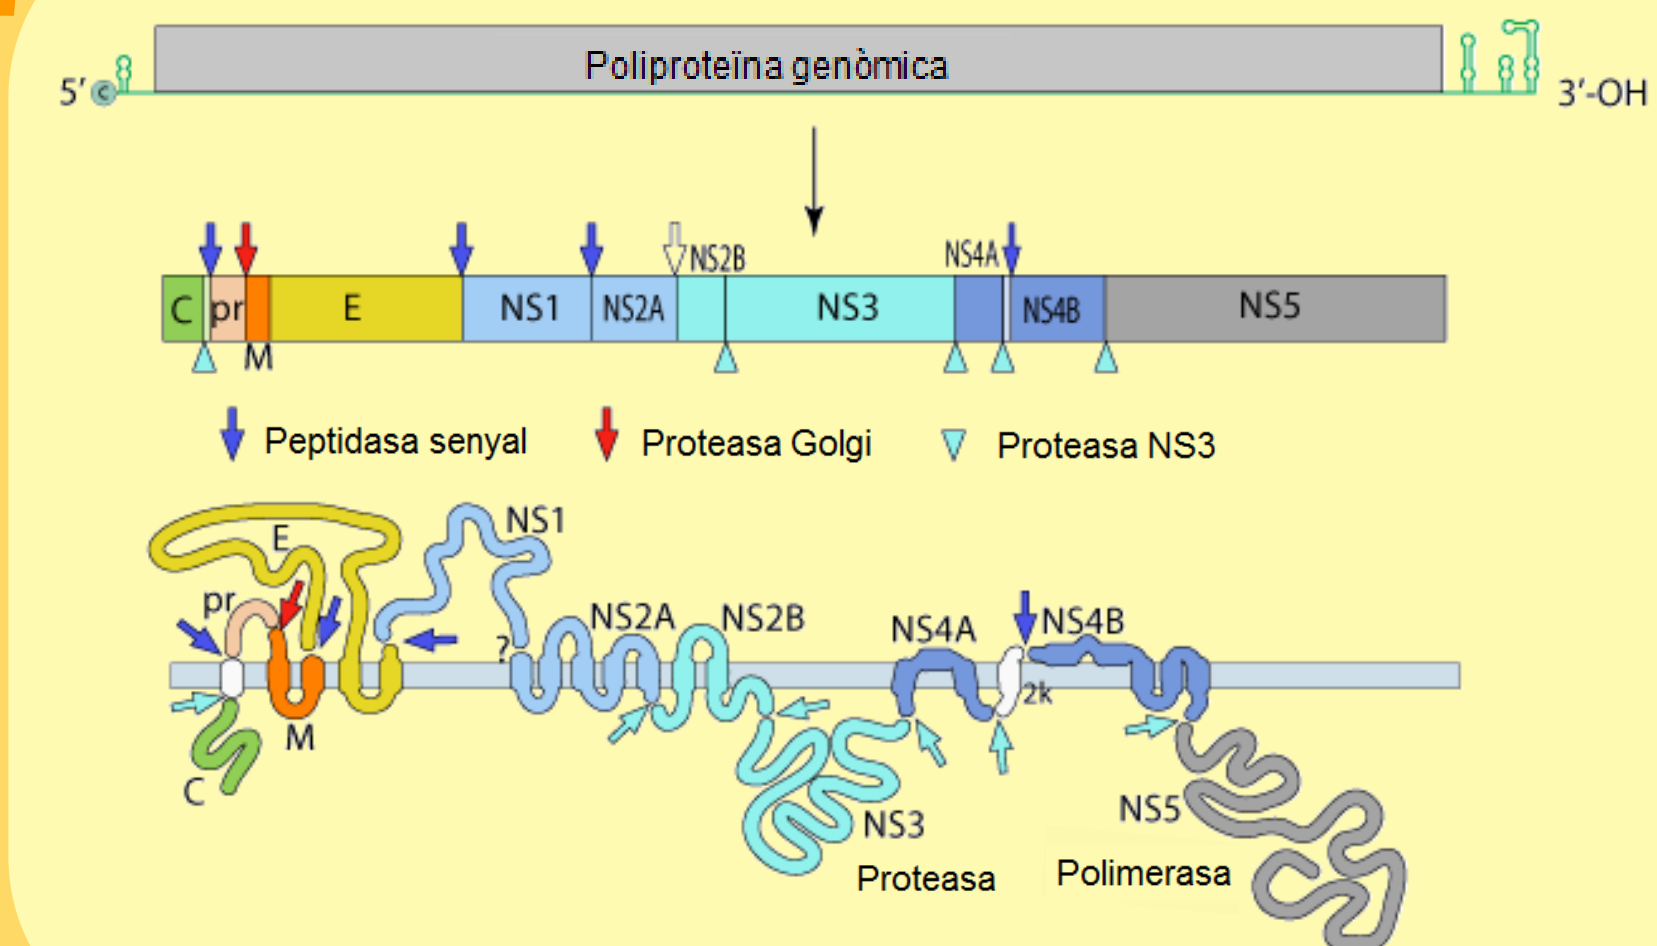 Poliproteïna genòmica
5′ c
3′-OH
NS2B
NS4A
C pr E NS1 NS2A NS3 NS4B NS5
M
Peptidasa senyal Proteasa Golgi Proteasa NS3
E
NS1
pr
NS2A NS2B NS4A NS4B
?
2k
M
C
NS5
NS3
Proteasa Polimerasa